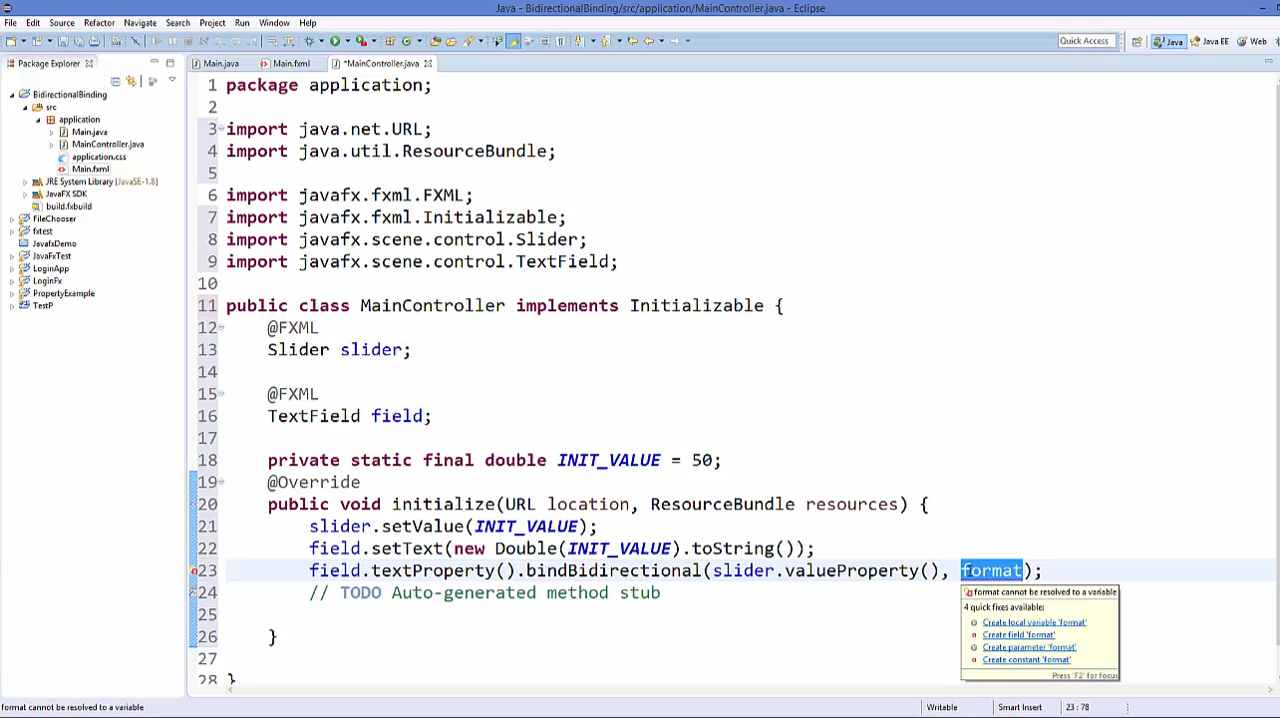 Java - BidirectionalBinding/src/application/MainController.java - Eclipse
File Edit Source Refactor Navigate Search Project Run Window Help
Quick Access Java Java EE Web
Package Explorer
Main.java Main.fxml *MainController.java
BidirectionalBinding
src
application
Main.java
MainController.java
application.css
Main.fxml
JRE System Library [JavaSE-1.8]
JavaFX SDK
build.fxbuild
FileChooser
fxtest
JavafxDemo
JavaFxTest
LoginApp
LoginFx
PropertyExample
TestP
1 package application;
2
3 import java.net.URL;
4 import java.util.ResourceBundle;
5
6 import javafx.fxml.FXML;
7 import javafx.fxml.Initializable;
8 import javafx.scene.control.Slider;
9 import javafx.scene.control.TextField;
10
11 public class MainController implements Initializable {
12 @FXML
13 Slider slider;
14
15 @FXML
16 TextField field;
17
18 private static final double INIT_VALUE = 50;
19 @Override
20 public void initialize(URL location, ResourceBundle resources) {
21 slider.setValue(INIT_VALUE);
22 field.setText(new Double(INIT_VALUE).toString());
23 field.textProperty().bindBidirectional(slider.valueProperty(), format);
24 // TODO Auto-generated method stub
25
26 }
27
28 }
format cannot be resolved to a variable
4 quick fixes available:
Create local variable 'format'
Create field 'format'
Create parameter 'format'
Create constant 'format'
Press 'F2' for focus
format cannot be resolved to a variable Writable Smart Insert 23 : 78